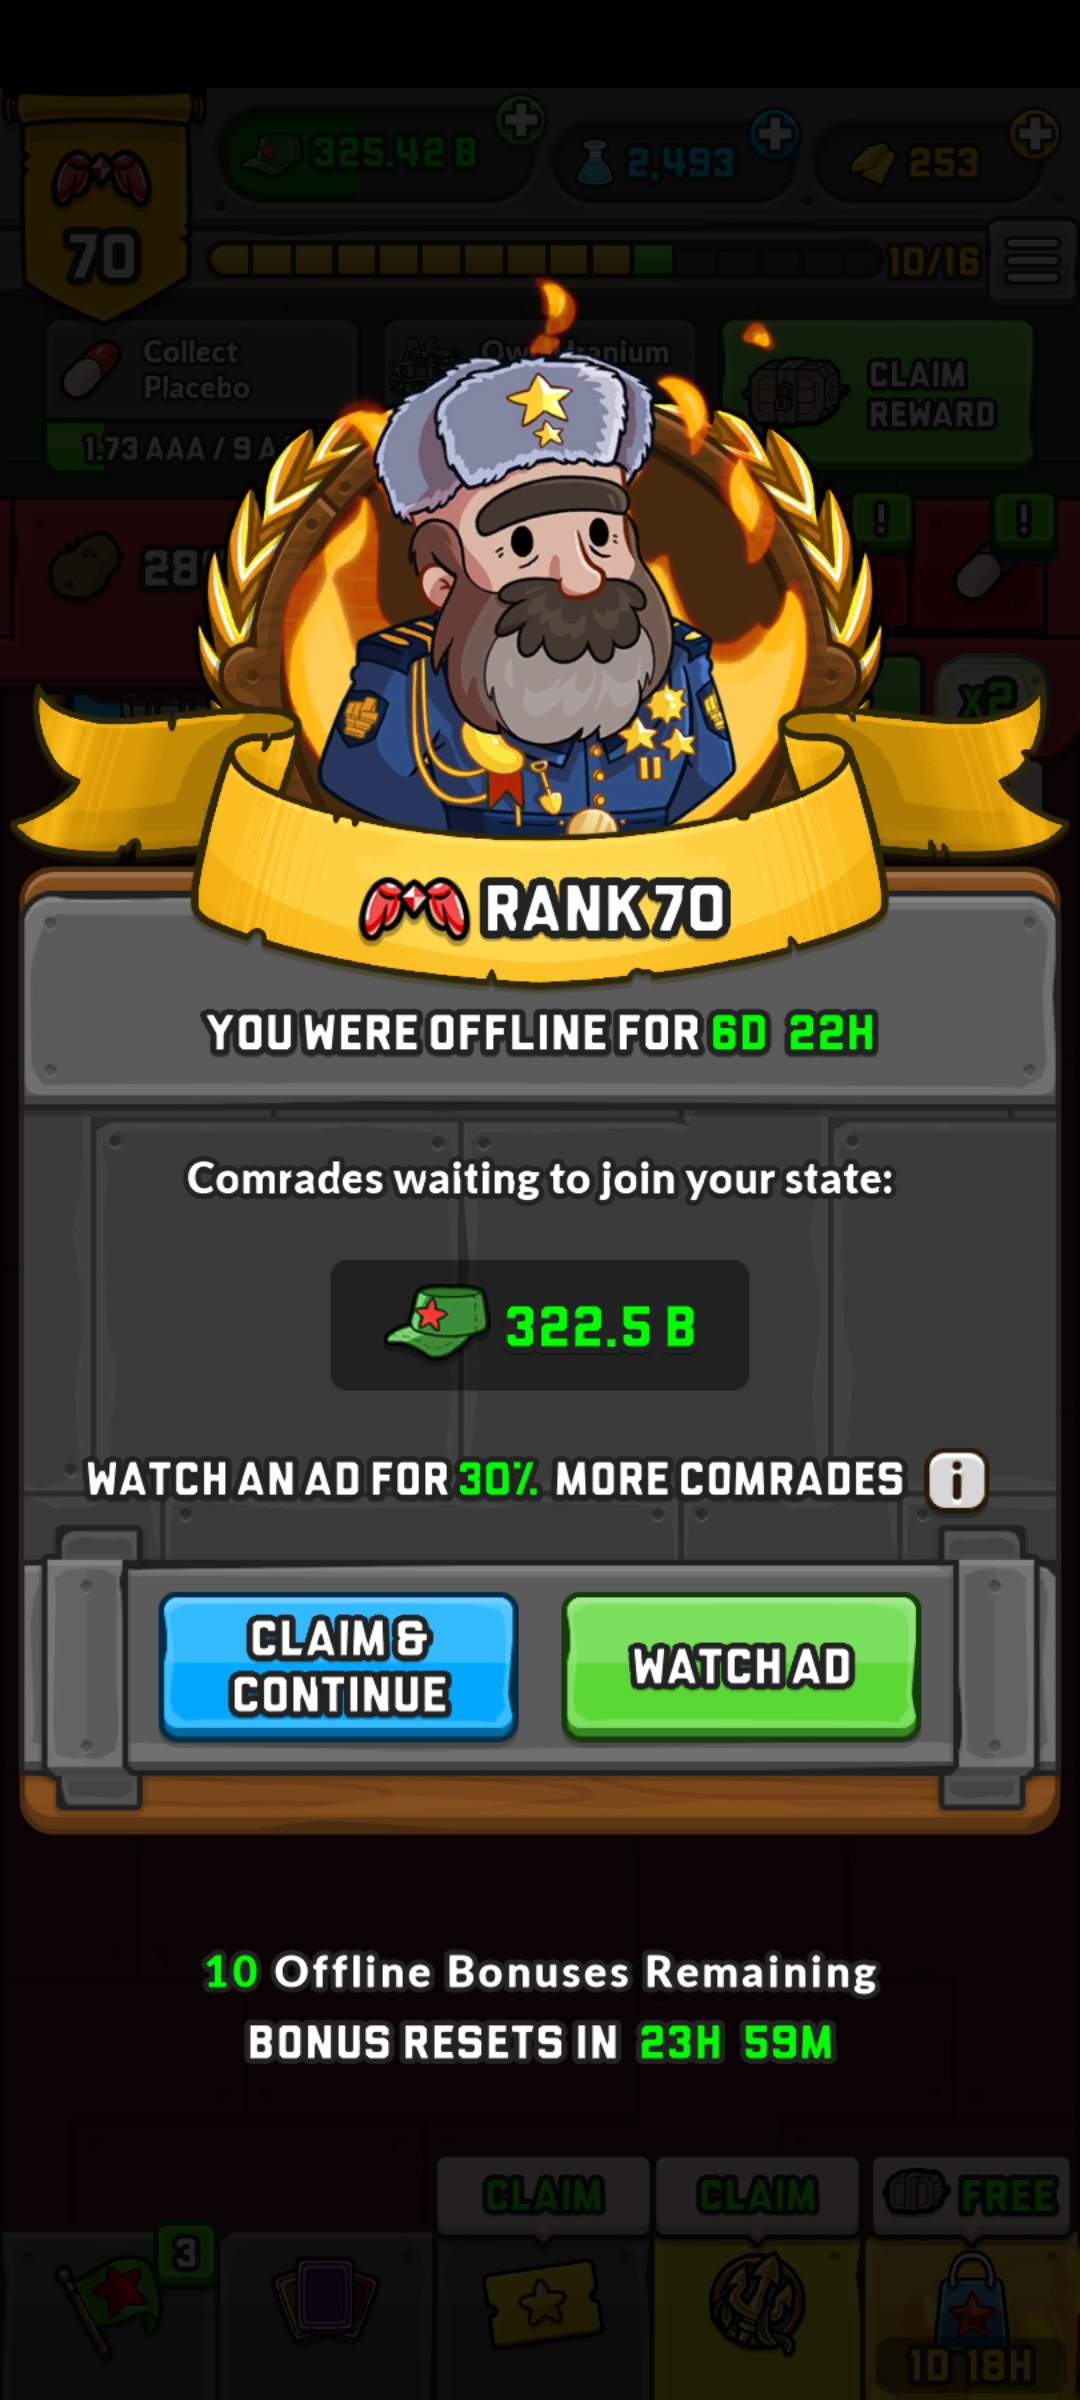 325.42 B
2,493
253
70
10/16
Collect
Placebo
Uranium
CLAIM
REWARD
1.73 AAA / 9 A
28
!
!
x2
RANK 70
YOU WERE OFFLINE FOR 6D 22H
Comrades waiting to join your state:
322.5 B
WATCH AN AD FOR 30% MORE COMRADES
i
CLAIM &
CONTINUE
WATCH AD
10 Offline Bonuses Remaining
BONUS RESETS IN 23H 59M
CLAIM
CLAIM
FREE
3
1D 18H